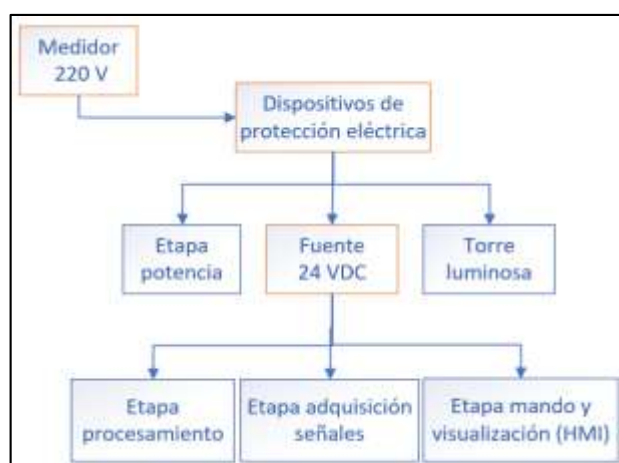 Medidor
220 V
Dispositivos de
protección eléctrica
Etapa
potencia
Fuente
24 VDC
Torre
luminosa
Etapa
procesamiento
Etapa adquisición
señales
Etapa mando y
visualización (HMI)